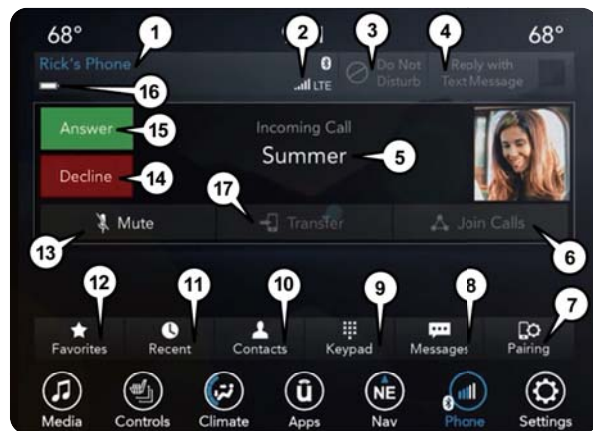 68°
68°
1
2
3
4
Rick's Phone
LTE
Do Not
Disturb
Reply with
Text Message
16
Answer
15
Incoming Call
Summer
5
Decline
14
17
Mute
Transfer
Join Calls
13
6
12
11
10
9
8
7
Favorites
Recent
Contacts
Keypad
Messages
Pairing
û
NE
Media
Controls
Climate
Apps
Nav
Phone
Settings